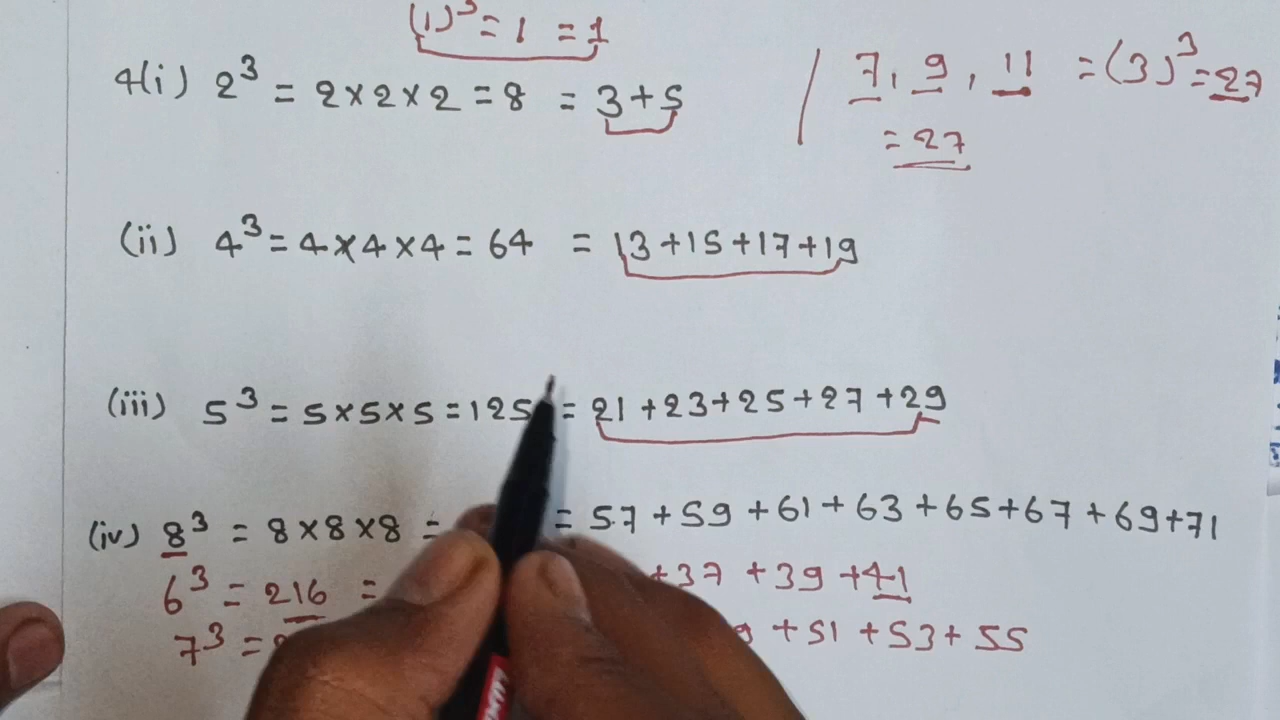 (1)³ = 1 = 1
4(i) 2³ = 2×2×2 = 8 = 3+5
7, 9, 11 = (3)³ = 27
= 27
(ii) 4³ = 4×4×4 = 64 = 13+15+17+19
(iii) 5³ = 5×5×5 = 125 = 21+23+25+27+29
(iv) 8³ = 8×8×8 = = 57+59+61+63+65+67+69+71
6³ = 216 = +37+39+41
7³ = +51+53+55